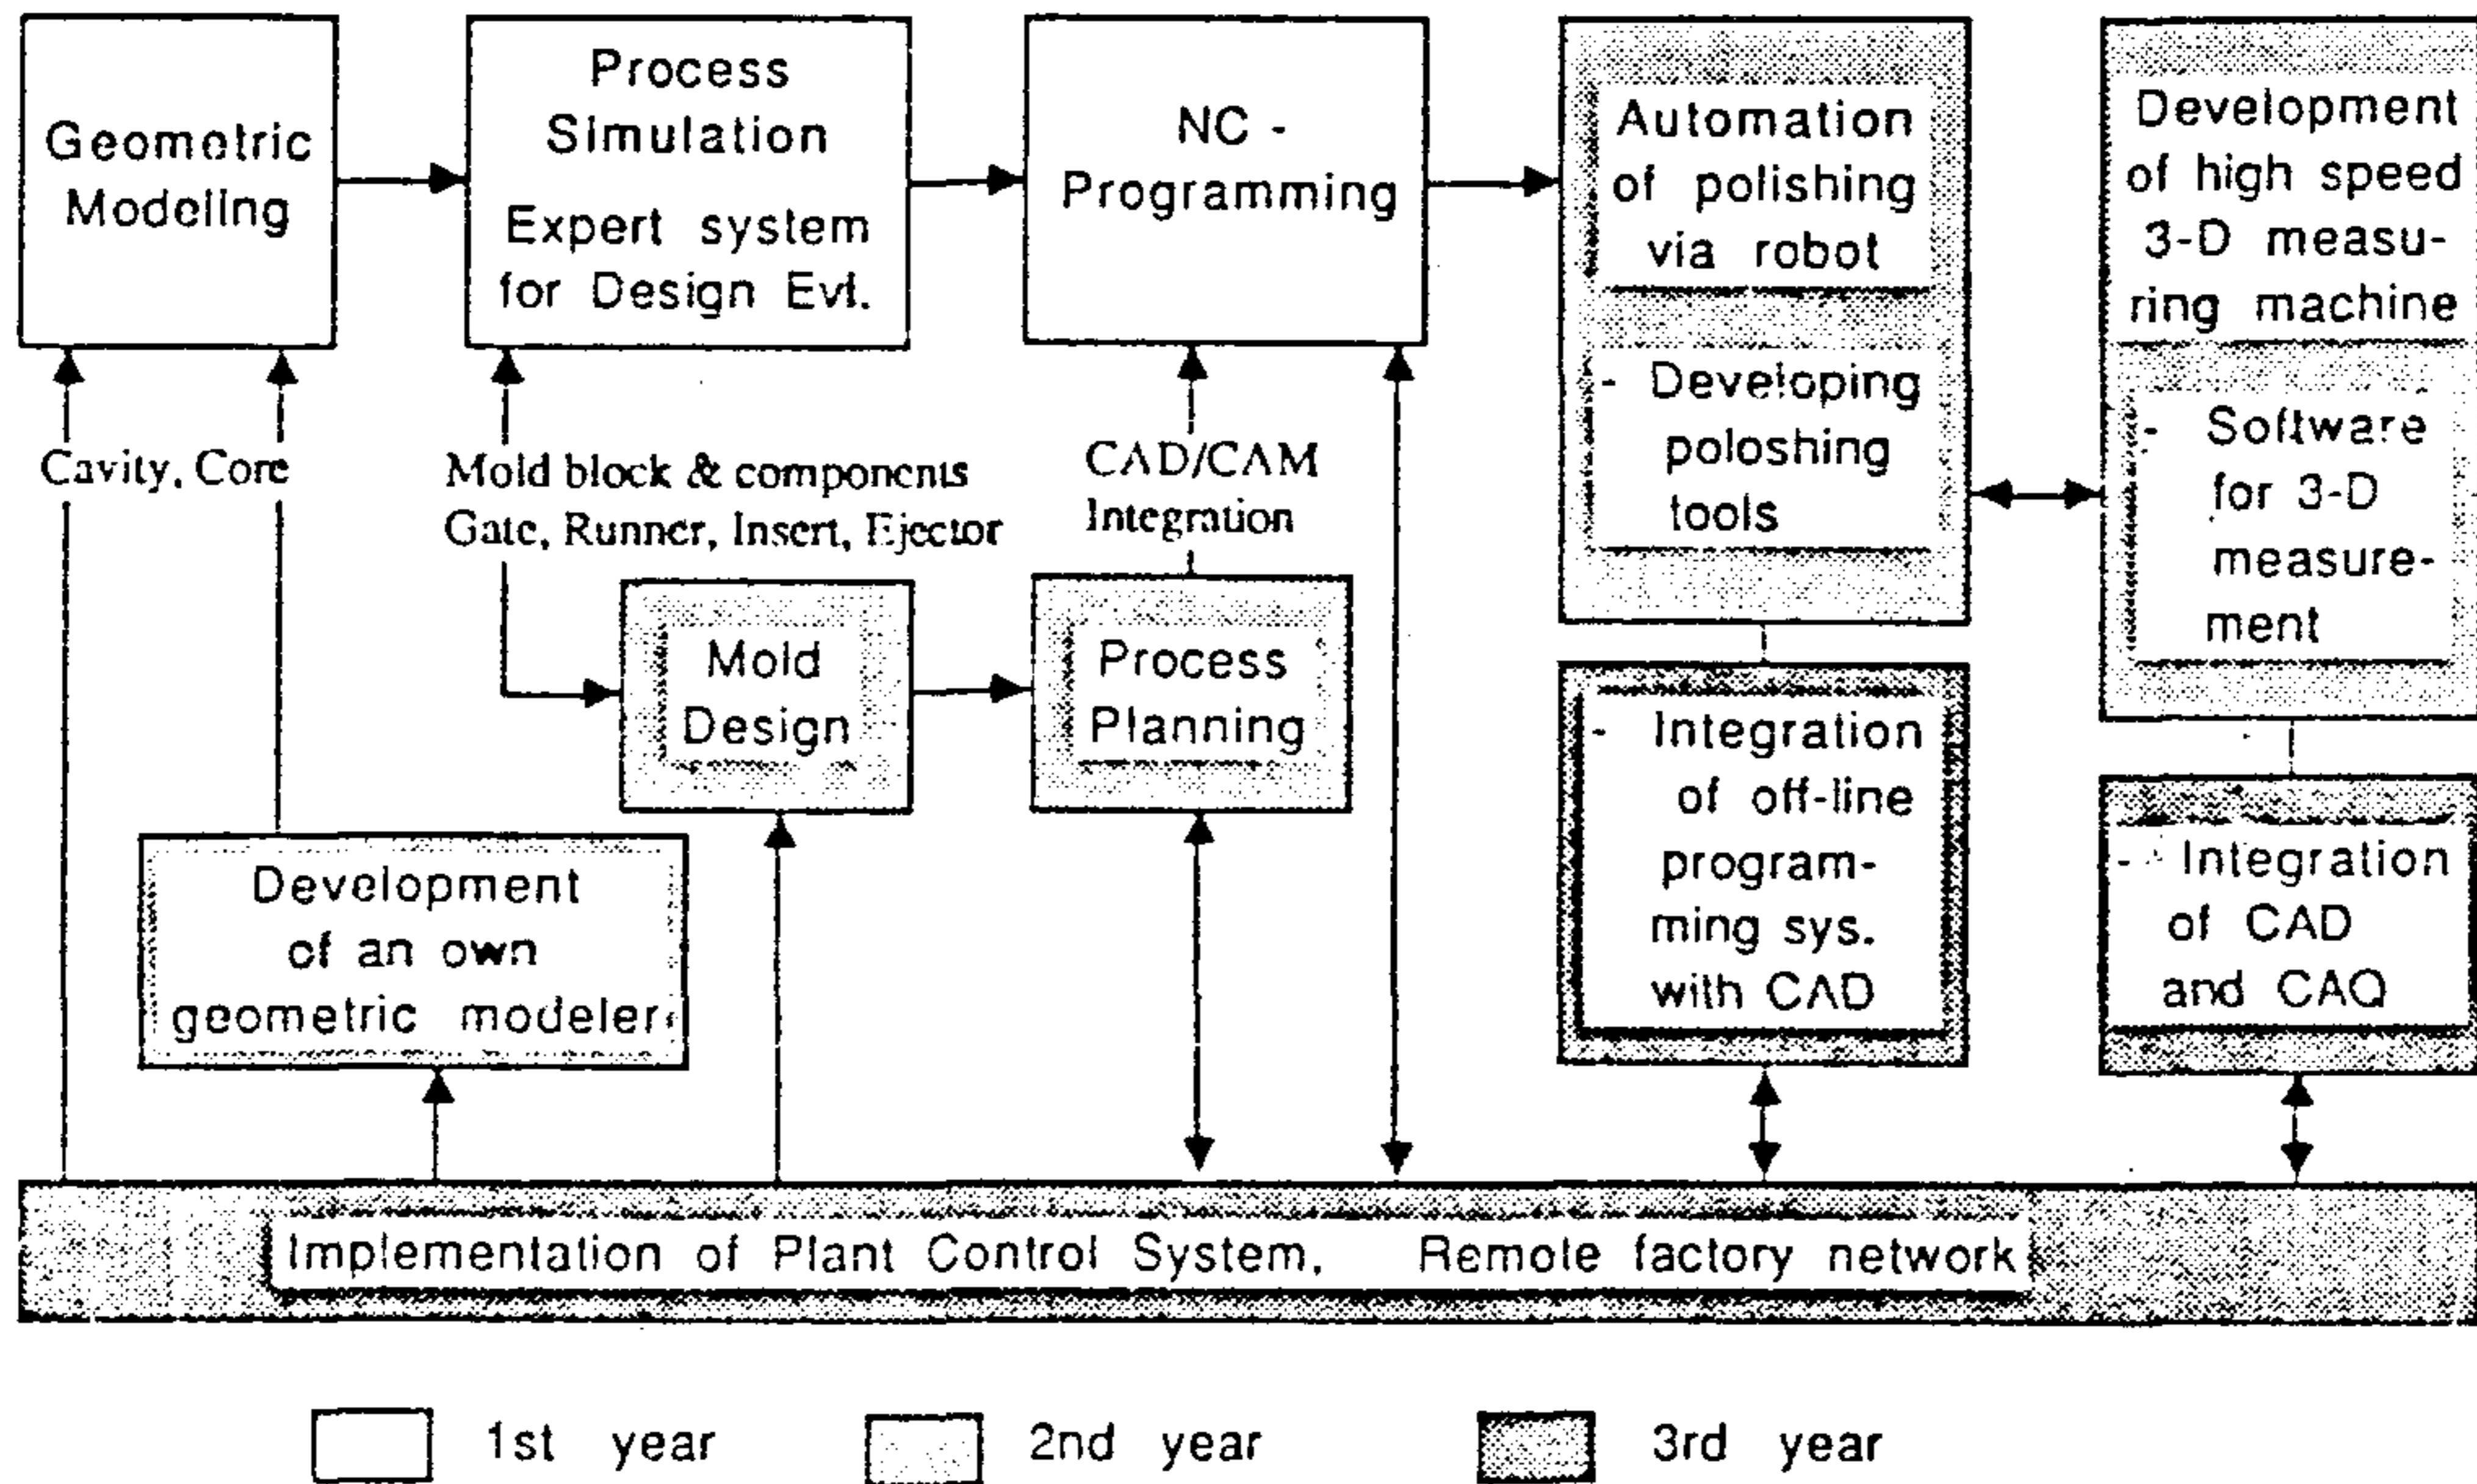 Geometric
Modeling
Process
Simulation
Expert system
for Design Evl.
NC -
Programming
Automation
of polishing
via robot
- Developing
poloshing
tools
Development
of high speed
3-D measu-
ring machine
- Software
for 3-D
measure-
ment
Cavity, Core
Mold block & components
Gate, Runner, Insert, Ejector
CAD/CAM
Integration
Mold
Design
Process
Planning
- Integration
of off-line
program-
ming sys.
with CAD
- Integration
of CAD
and CAQ
Development
of an own
geometric modeler
Implementation of Plant Control System, Remote factory network
1st year
2nd year
3rd year